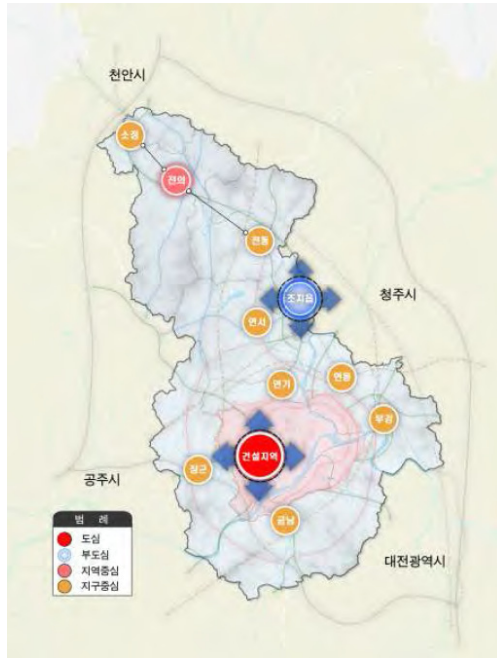 천안시
소정
전의
전동
조치원
청주시
연서
연기
연동
부강
건설지역
장군
공주시
금남
대전광역시
범 례
도심
부도심
지역중심
지구중심